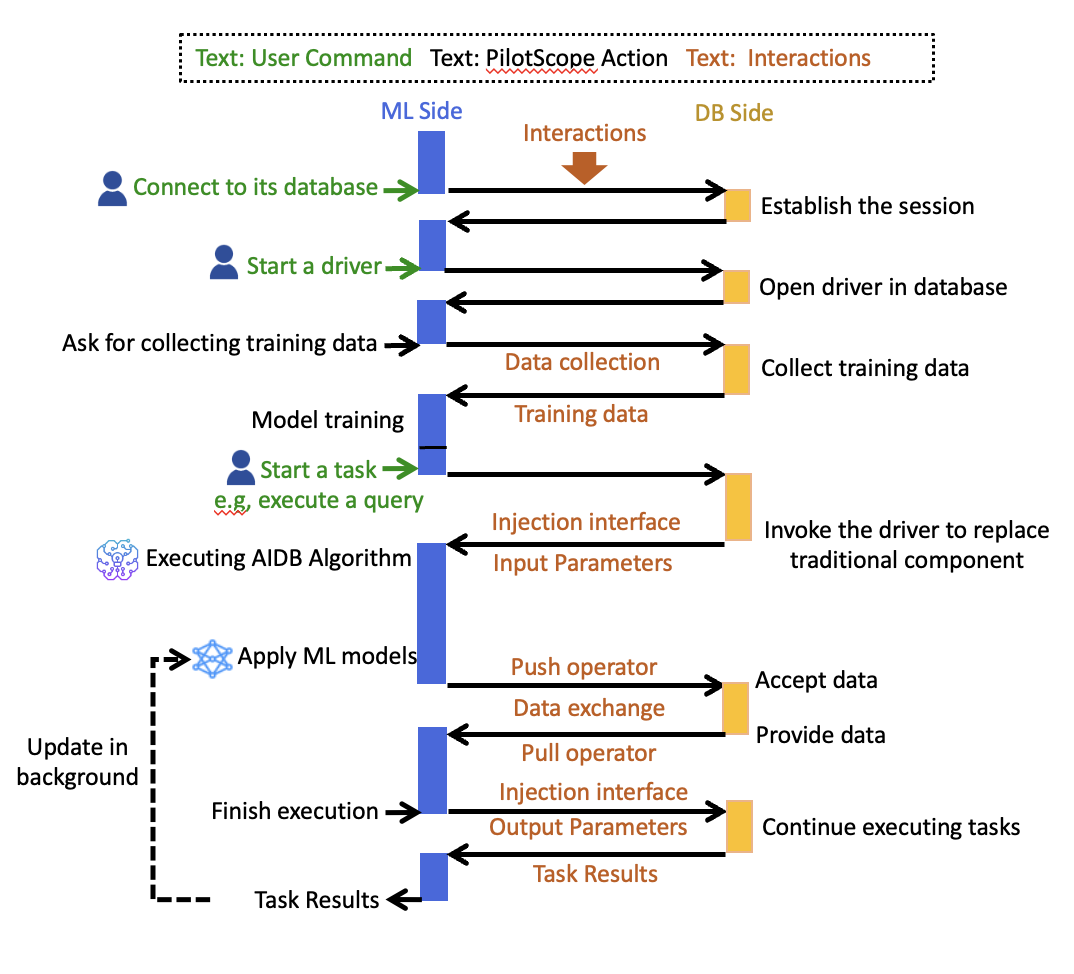 Text: User Command Text: PilotScope Action Text: Interactions
ML Side
DB Side
Interactions
Connect to its database
Establish the session
Start a driver
Open driver in database
Ask for collecting training data
Data collection
Collect training data
Model training
Training data
Start a task
e.g, execute a query
Injection interface
Input Parameters
Invoke the driver to replace
traditional component
Executing AIDB Algorithm
Apply ML models
Push operator
Accept data
Data exchange
Provide data
Pull operator
Update in
background
Finish execution
Injection interface
Output Parameters
Continue executing tasks
Task Results
Task Results